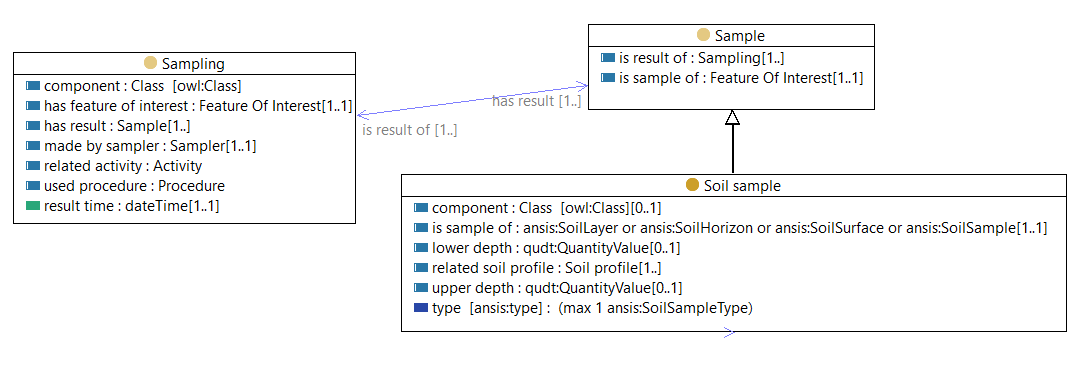 Sampling
component : Class  [owl:Class]
has feature of interest : Feature Of Interest[1..1]
has result : Sample[1..]
made by sampler : Sampler[1..1]
related activity : Activity
used procedure : Procedure
result time : dateTime[1..1]
has result [1..]
is result of [1..]
Sample
is result of : Sampling[1..]
is sample of : Feature Of Interest[1..1]
Soil sample
component : Class  [owl:Class][0..1]
is sample of : ansis:SoilLayer or ansis:SoilHorizon or ansis:SoilSurface or ansis:SoilSample[1..1]
lower depth : qudt:QuantityValue[0..1]
related soil profile : Soil profile[1..]
upper depth : qudt:QuantityValue[0..1]
type  [ansis:type] :  (max 1 ansis:SoilSampleType)